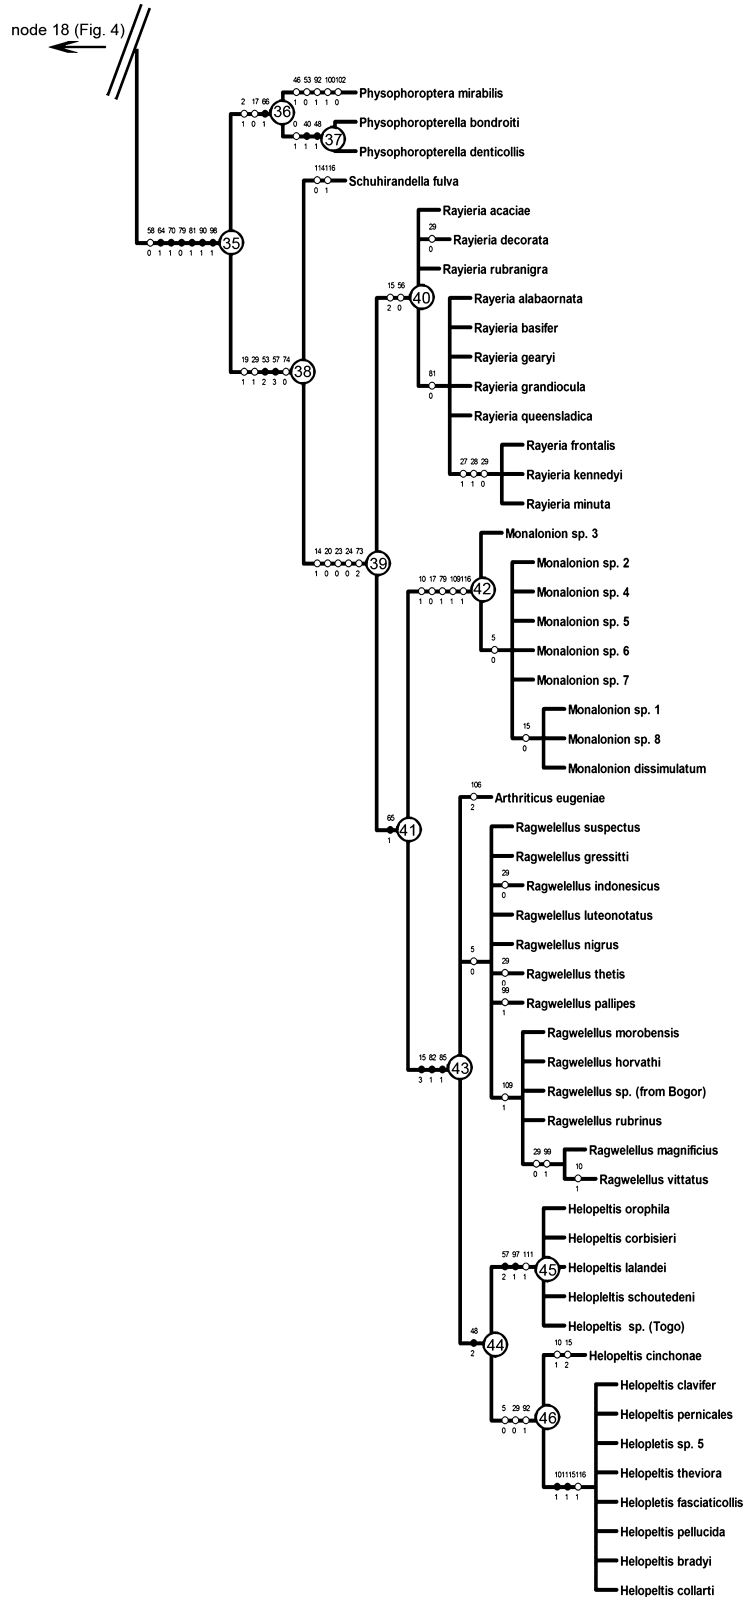 node 18 (Fig. 4)
46 53 92 100102
1 0 1 1 0
Physophoroptera mirabilis
2 17 66
1 0 1
36
0 40 48
1 1 1
37
Physophoropterella bondroiti
Physophoropterella denticollis
114116
0 1
Schuhirandella fulva
58 64 70 79 81 90 98
0 1 1 0 1 1 1
35
Rayieria acaciae
29
0
Rayieria decorata
Rayieria rubranigra
15 56
2 0
40
Rayeria alabaornata
Rayieria basifer
Rayieria gearyi
19 29 53 57 74
1 1 2 3 0
38
81
0
Rayieria grandiocula
Rayieria queensladica
Rayeria frontalis
27 28 29
1 1 0
Rayieria kennedyi
Rayieria minuta
Monalonion sp. 3
14 20 23 24 73
1 0 0 0 2
39
Monalonion sp. 2
10 17 79 109116
1 0 1 1 1
42
Monalonion sp. 4
Monalonion sp. 5
5
0
Monalonion sp. 6
Monalonion sp. 7
Monalonion sp. 1
15
0
Monalonion sp. 8
Monalonion dissimulatum
106
2
Arthriticus eugeniae
65
1
41
Ragwelellus suspectus
Ragwelellus gressitti
29
0
Ragwelellus indonesicus
Ragwelellus luteonotatus
Ragwelellus nigrus
5
0
29
0
Ragwelellus thetis
99
1
Ragwelellus pallipes
Ragwelellus morobensis
15 82 85
3 1 1
43
Ragwelellus horvathi
109
1
Ragwelellus sp. (from Bogor)
Ragwelellus rubrinus
29 99
0 1
Ragwelellus magnificius
10
1
Ragwelellus vittatus
Helopeltis orophila
Helopeltis corbisieri
57 97 111
2 1 1
45
Helopeltis lalandei
Helopleltis schoutedeni
Helopeltis sp. (Togo)
48
2
44
10 15
1 2
Helopeltis cinchonae
Helopeltis clavifer
5 29 92
0 0 1
46
Helopeltis pernicales
Helopletis sp. 5
Helopeltis theviora
101115116
1 1 1
Helopletis fasciaticollis
Helopeltis pellucida
Helopeltis bradyi
Helopeltis collarti